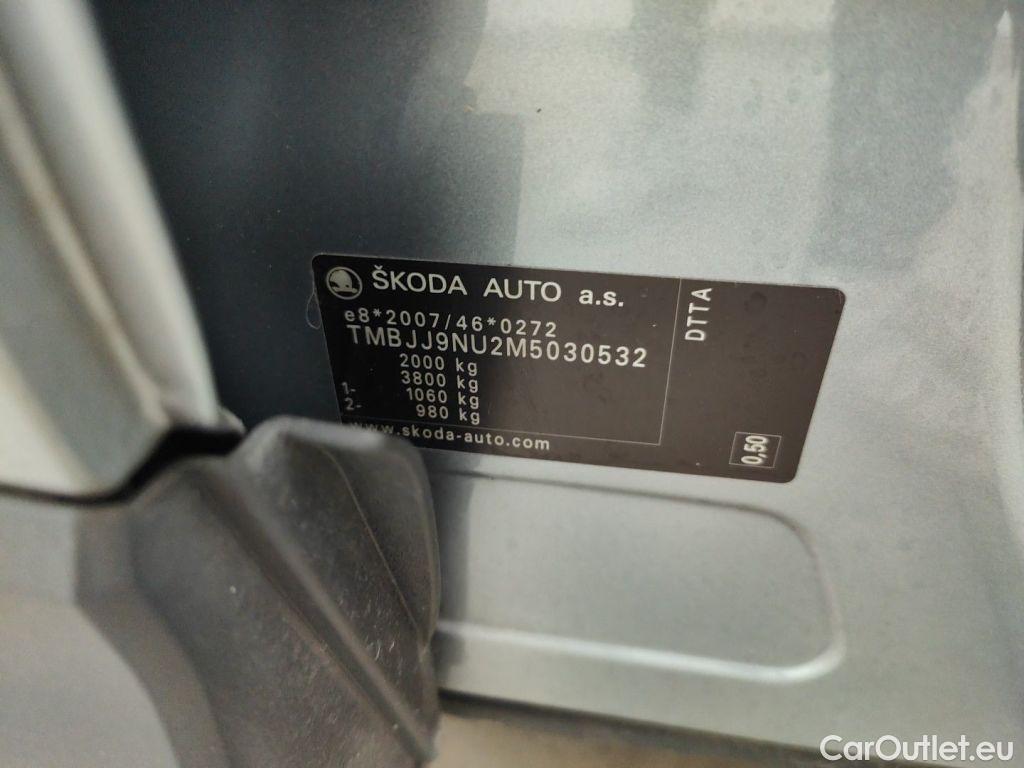 ŠKODA AUTO a.s.
e8*2007/46*0272
TMBJJ9NU2M5030532
2000 kg
3800 kg
1- 1060 kg
2- 980 kg
www.skoda-auto.com
DTTA
0,50
CarOutlet.eu